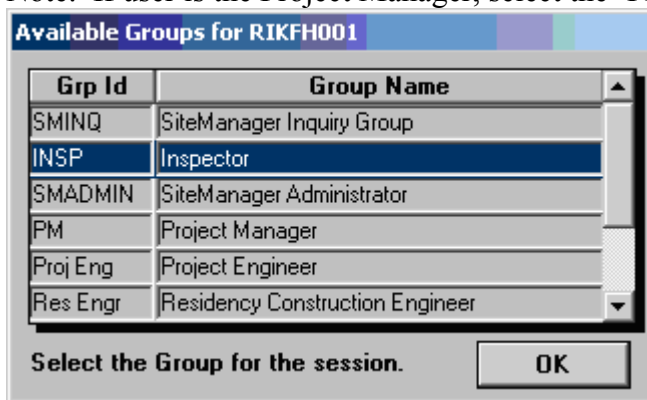 Note: If user is the Project Manager, select the
Available Groups for RIKFH001
Grp Id Group Name
SMINQ SiteManager Inquiry Group
INSP Inspector
SMADMIN SiteManager Administrator
PM Project Manager
Proj Eng Project Engineer
Res Engr Residency Construction Engineer
Select the Group for the session. OK